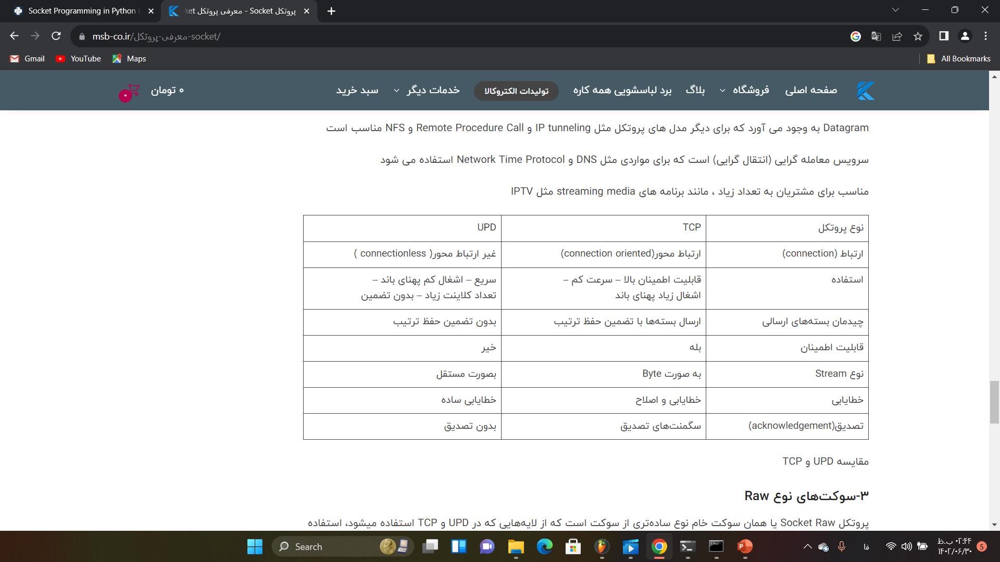 Socket Programming in Python (
پروتکل Socket - معرفی پروتکل ket
msb-co.ir/معرفی-پروتکل-socket/
Gmail
YouTube
Maps
All Bookmarks
صفحه اصلی
فروشگاه
بلاگ
برد لباسشویی همه کاره
تولیدات الکتروکالا
خدمات دیگر
سبد خرید
۰ تومان
۰
Datagram به وجود می آورد که برای دیگر مدل های پروتکل مثل IP tunneling و Remote Procedure Call و NFS مناسب است
سرویس معامله گرایی (انتقال گرایی) است که برای مواردی مثل DNS و Network Time Protocol استفاده می شود
مناسب برای مشتریان به تعداد زیاد ، مانند برنامه های streaming media مثل IPTV
نوع پروتکل
TCP
UPD
ارتباط (connection)
ارتباط محور(connection oriented)
غیر ارتباط محور( connectionless )
استفاده
قابلیت اطمینان بالا – سرعت کم –
اشغال زیاد پهنای باند
سریع – اشغال کم پهنای باند –
تعداد کلاینت زیاد – بدون تضمین
چیدمان بسته‌های ارسالی
ارسال بسته‌ها با تضمین حفظ ترتیب
بدون تضمین حفظ ترتیب
قابلیت اطمینان
بله
خیر
نوع Stream
به صورت Byte
بصورت مستقل
خطایابی
خطایابی و اصلاح
خطایابی ساده
تصدیق(acknowledgement)
سگمنت‌های تصدیق
بدون تصدیق
مقایسه UPD و TCP
۳-سوکت‌های نوع Raw
پروتکل Socket Raw یا همان سوکت خام نوع ساده‌تری از سوکت است که از لایه‌هایی که در UPD و TCP استفاده میشود، استفاده
Search
فا
۰۲:۴۴ ب.ظ
۱۴۰۲/۰۶/۳۰
5